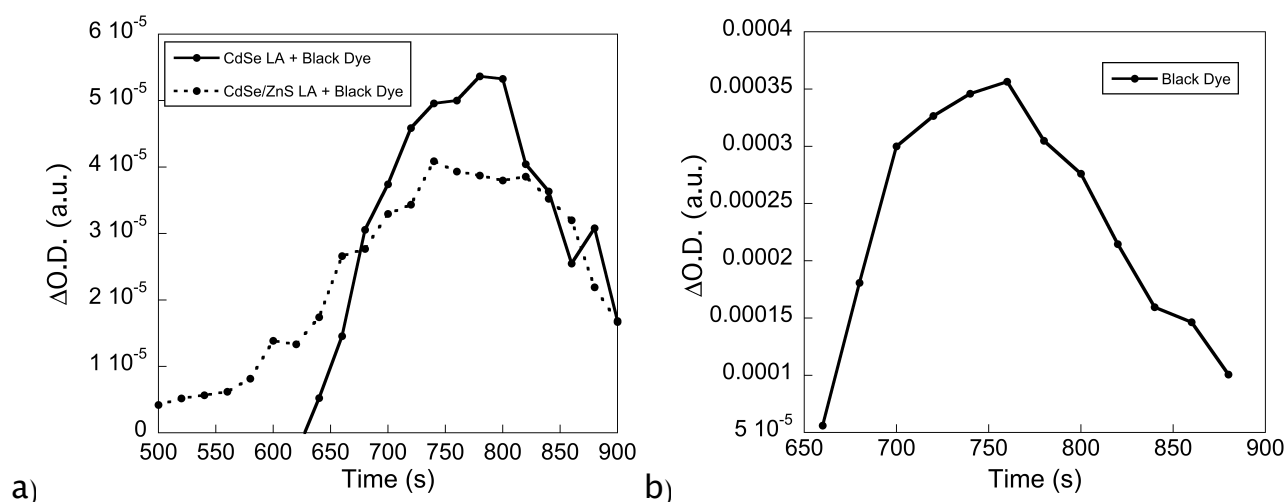 6 10-5
5 10-5
4 10-5
3 10-5
2 10-5
1 10-5
0
ΔO.D. (a.u.)
CdSe LA + Black Dye
CdSe/ZnS LA + Black Dye
500 550 600 650 700 750 800 850 900
Time (s)
a)
0.0004
0.00035
0.0003
0.00025
0.0002
0.00015
0.0001
5 10-5
ΔO.D. (a.u.)
Black Dye
650 700 750 800 850 900
Time (s)
b)